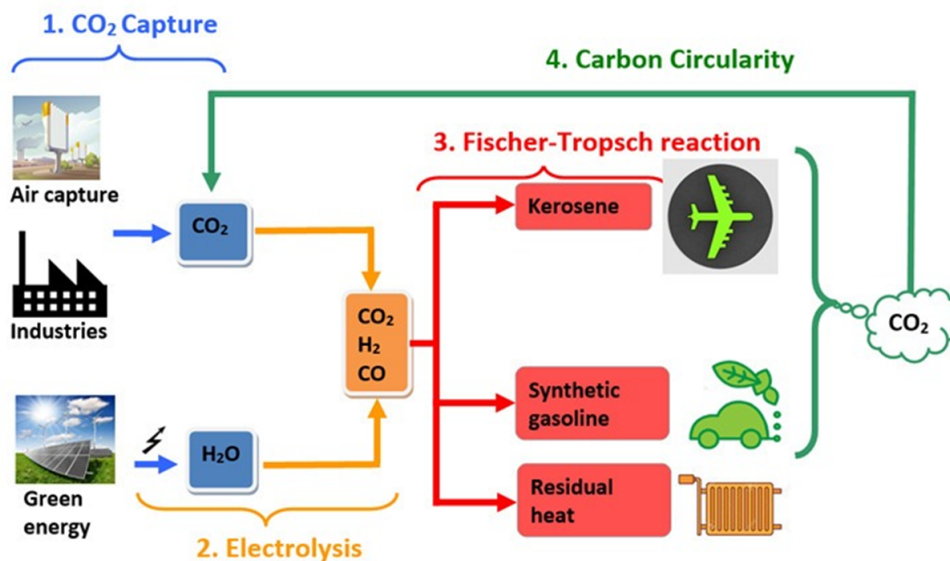 1. CO₂ Capture
4. Carbon Circularity
3. Fischer-Tropsch reaction
Air capture
CO₂
Kerosene
Industries
CO₂
H₂
CO
CO₂
Synthetic
gasoline
H₂O
Green
energy
Residual
heat
2. Electrolysis